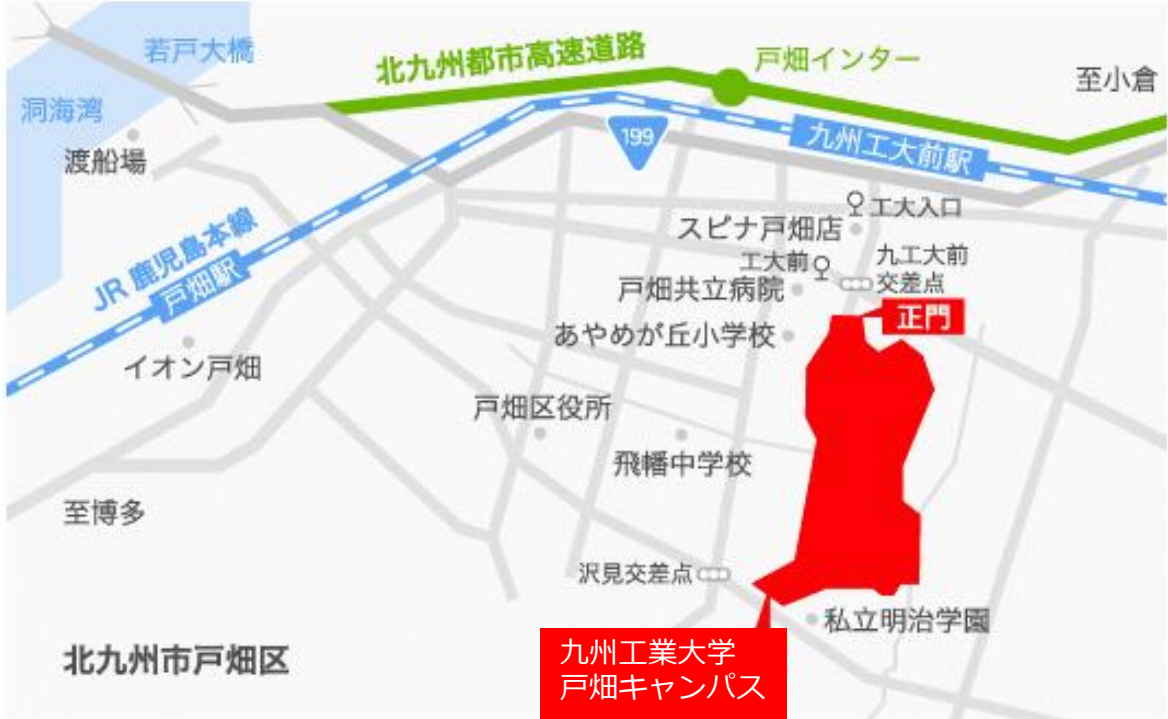 若戸大橋
北九州都市高速道路
戸畑インター
至小倉
洞海湾
199
九州工大前駅
渡船場
工大入口
スピナ戸畑店
JR 鹿児島本線
戸畑駅
工大前
九工大前
交差点
戸畑共立病院
正門
あやめが丘小学校
イオン戸畑
戸畑区役所
飛幡中学校
至博多
沢見交差点
私立明治学園
北九州市戸畑区
九州工業大学
戸畑キャンパス